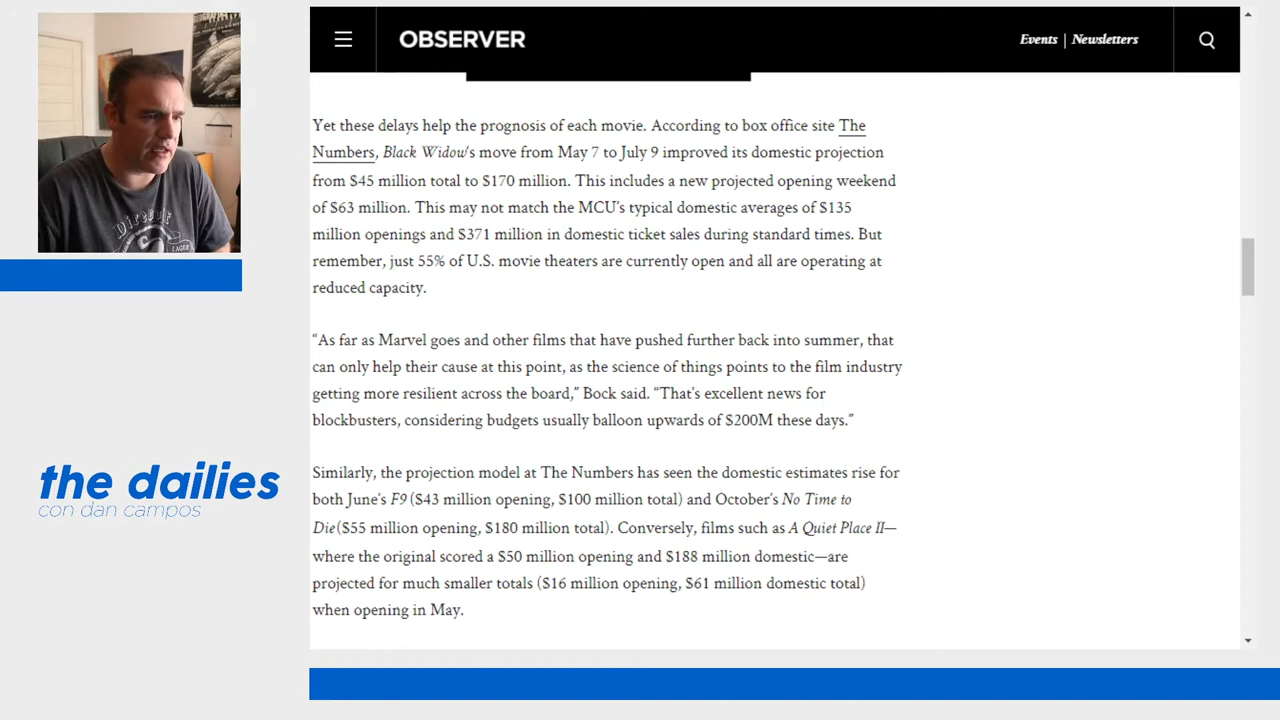 OBSERVER
Events | Newsletters
Yet these delays help the prognosis of each movie. According to box office site The
Numbers, Black Widow's move from May 7 to July 9 improved its domestic projection
from $45 million total to $170 million. This includes a new projected opening weekend
of $63 million. This may not match the MCU's typical domestic averages of $135
million openings and $371 million in domestic ticket sales during standard times. But
remember, just 55% of U.S. movie theaters are currently open and all are operating at
reduced capacity.
“As far as Marvel goes and other films that have pushed further back into summer, that
can only help their cause at this point, as the science of things points to the film industry
getting more resilient across the board,” Bock said. “That's excellent news for
blockbusters, considering budgets usually balloon upwards of $200M these days.”
Similarly, the projection model at The Numbers has seen the domestic estimates rise for
both June's F9 ($43 million opening, $100 million total) and October's No Time to
Die($55 million opening, $180 million total). Conversely, films such as A Quiet Place II—
where the original scored a $50 million opening and $188 million domestic—are
projected for much smaller totals ($16 million opening, $61 million domestic total)
when opening in May.
the dailies
con dan campos